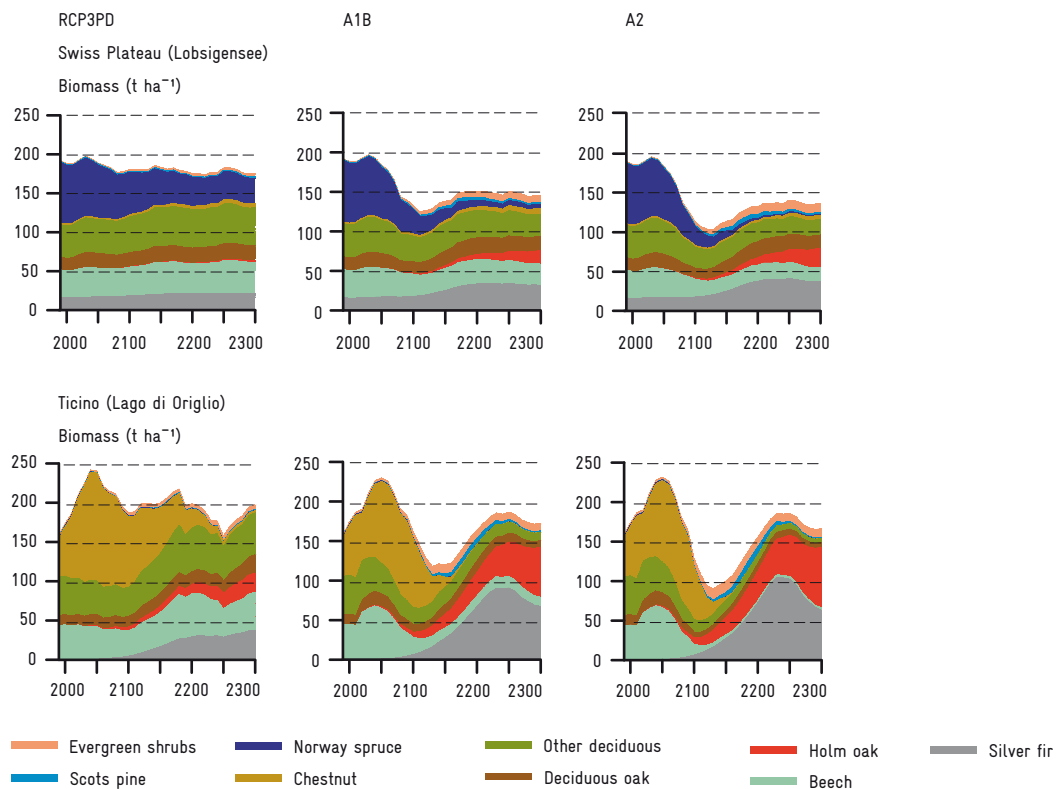 RCP3PD A1B A2
Swiss Plateau (Lobsigensee)
Biomass (t ha⁻¹)
250 250 250
200 200 200
150 150 150
100 100 100
50 50 50
0 0 0
2000 2100 2200 2300 2000 2100 2200 2300 2000 2100 2200 2300
Ticino (Lago di Origlio)
Biomass (t ha⁻¹)
250 250 250
200 200 200
150 150 150
100 100 100
50 50 50
0 0 0
2000 2100 2200 2300 2000 2100 2200 2300 2000 2100 2200 2300
Evergreen shrubs Norway spruce Other deciduous Holm oak Silver fir
Scots pine Chestnut Deciduous oak Beech